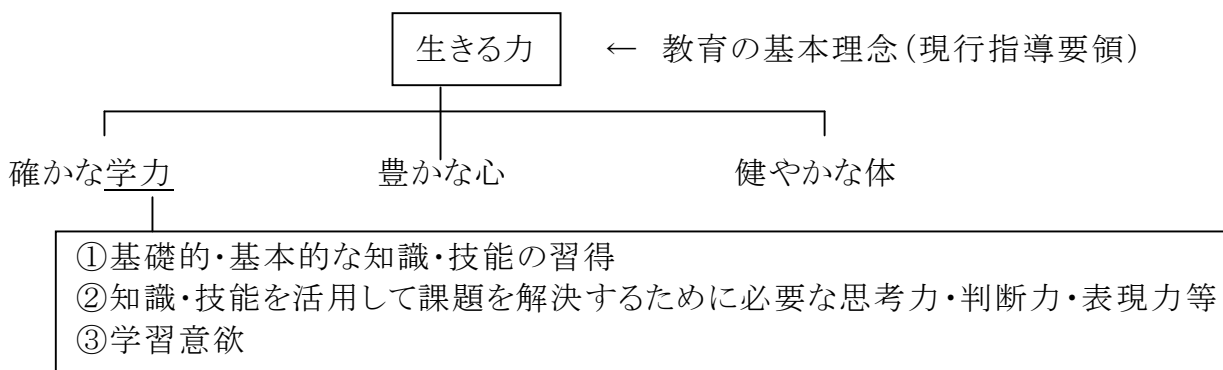 生きる力 ← 教育の基本理念(現行指導要領)
確かな学力 豊かな心 健やかな体
①基礎的・基本的な知識・技能の習得
②知識・技能を活用して課題を解決するために必要な思考力・判断力・表現力等
③学習意欲